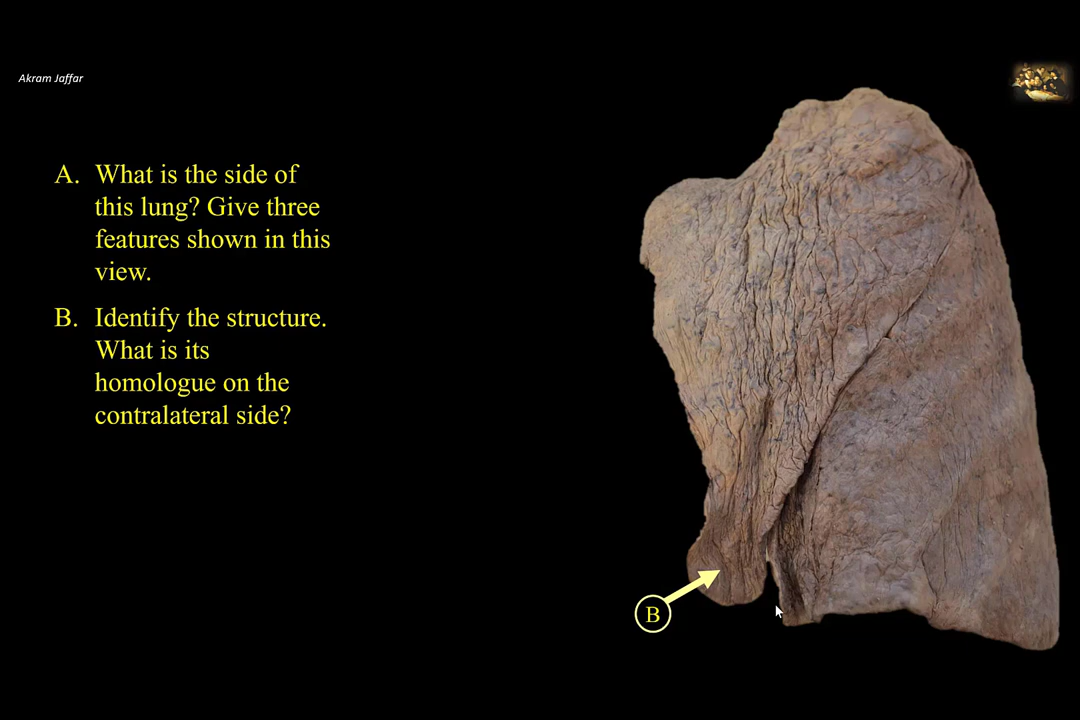 Akram Jaffar
A. What is the side of
this lung? Give three
features shown in this
view.
B. Identify the structure.
What is its
homologue on the
contralateral side?
B